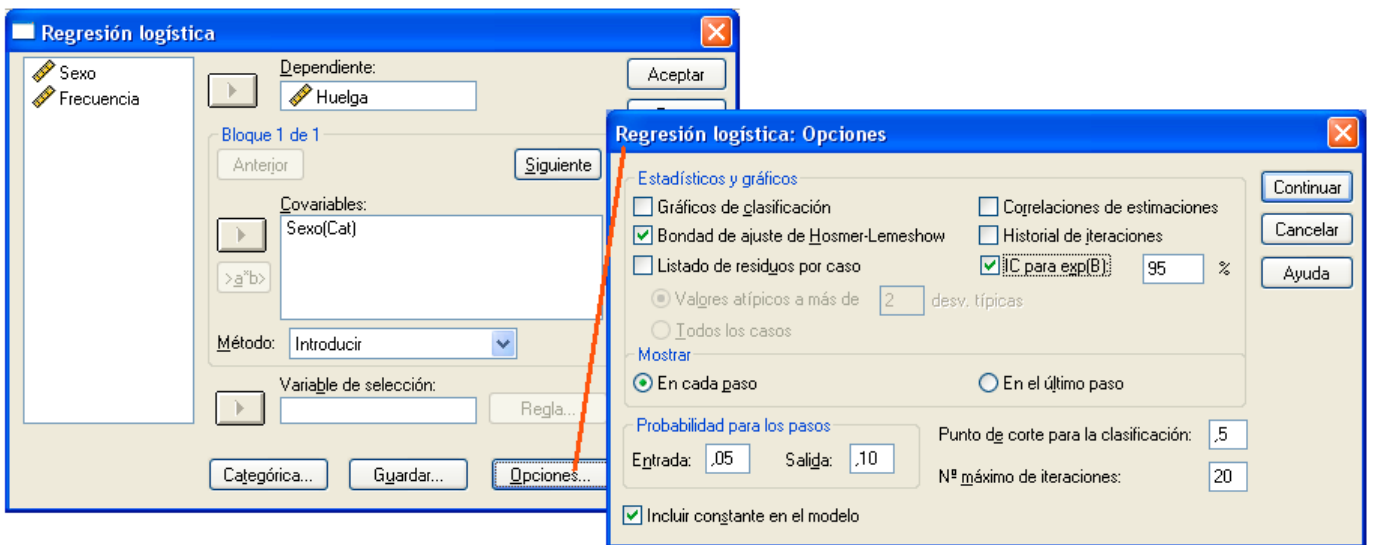 Regresión logística
Sexo
Frecuencia
Dependiente:
Huelga
Aceptar
Bloque 1 de 1
Anterior
Siguiente
Covariables:
Sexo(Cat)
>a*b>
Método:
Introducir
Variable de selección:
Regla...
Categórica...
Guardar...
Opciones...
Regresión logística: Opciones
Estadísticos y gráficos
Gráficos de clasificación
Correlaciones de estimaciones
Bondad de ajuste de Hosmer-Lemeshow
Historial de iteraciones
Listado de residuos por caso
IC para exp(B): 95 %
Valores atípicos a más de 2 desv. típicas
Todos los casos
Mostrar
En cada paso
En el último paso
Probabilidad para los pasos
Entrada: ,05 Salida: ,10
Punto de corte para la clasificación: ,5
Nº máximo de iteraciones: 20
Incluir constante en el modelo
Continuar
Cancelar
Ayuda